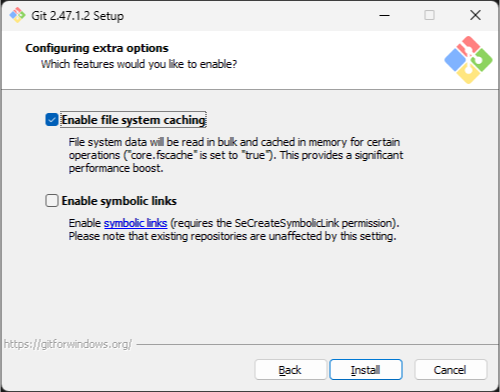 Git 2.47.1.2 Setup
Configuring extra options
Which features would you like to enable?
Enable file system caching
File system data will be read in bulk and cached in memory for certain
operations ("core.fscache" is set to "true"). This provides a significant
performance boost.
Enable symbolic links
Enable symbolic links (requires the SeCreateSymbolicLink permission).
Please note that existing repositories are unaffected by this setting.
https://gitforwindows.org/
Back
Install
Cancel